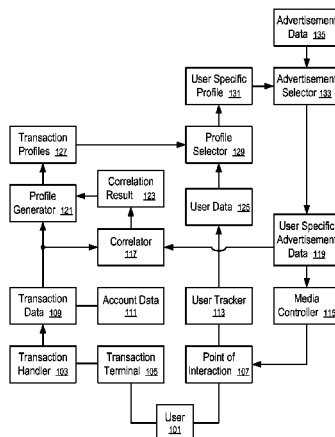 Advertisement
Data 135
User Specific
Profile 131
Advertisement
Selector 133
Transaction
Profiles 127
Profile
Selector
129
Correlation
Result
123
Profile
Generator
121
User Data
125
Correlator
117
User Specific
Advertisement
Data 119
Transaction
Data 109
Account Data
111
User Tracker
113
Media
Controller
115
Transaction
Handler 103
Transaction
Terminal 105
Point of
Interaction 107
User
101